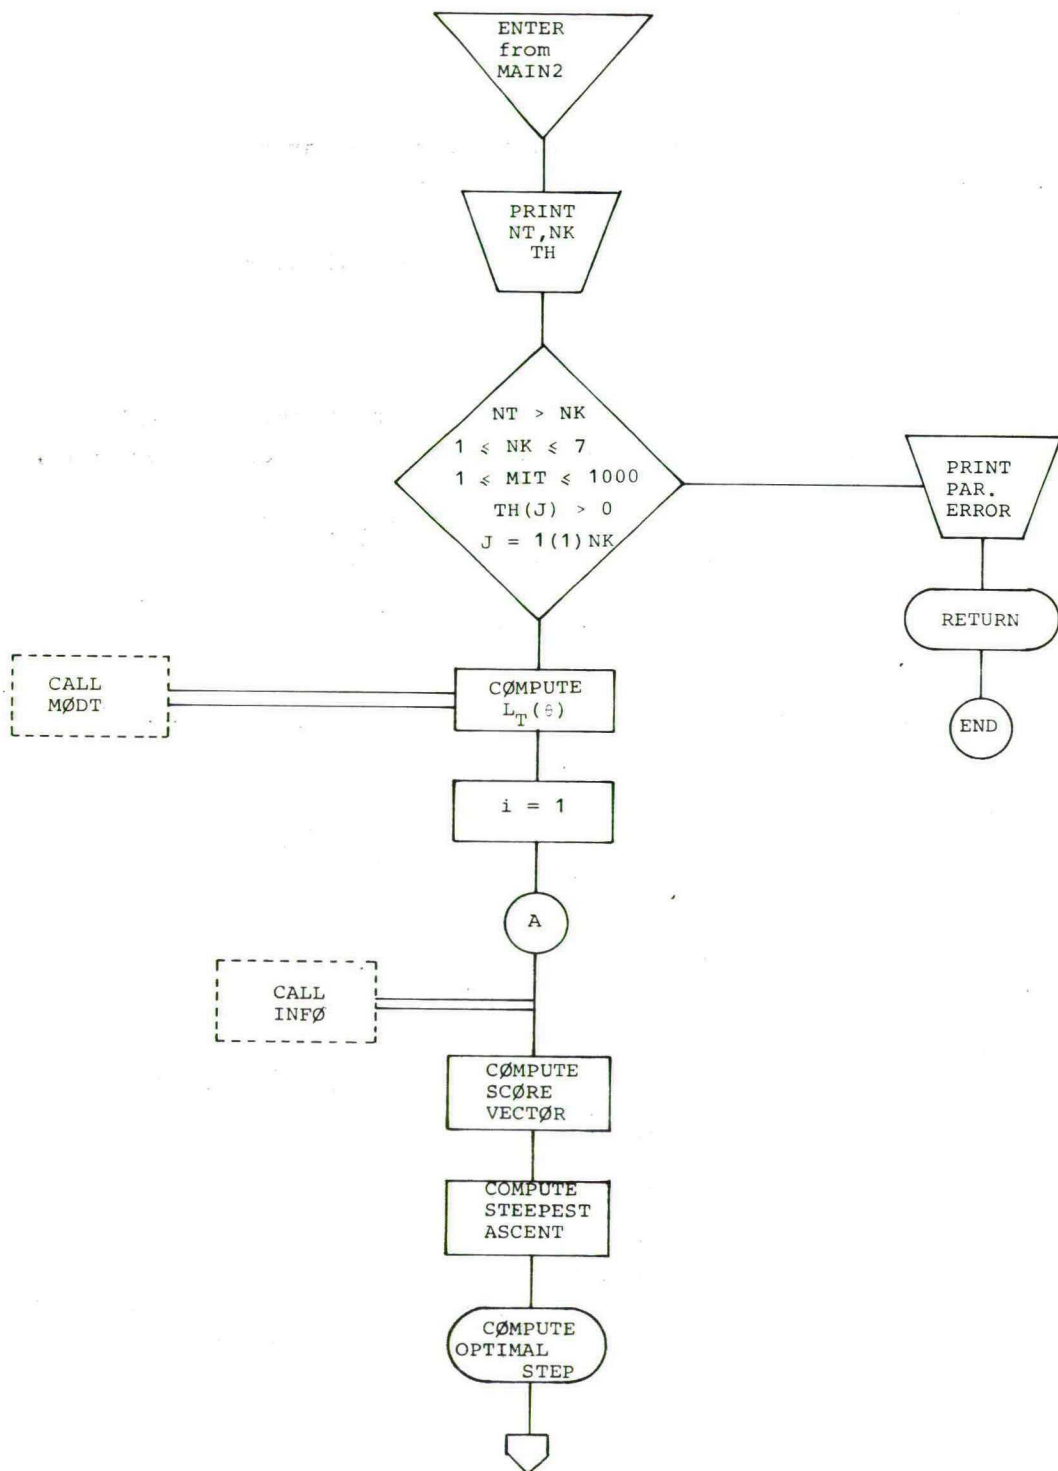 ENTER
from
MAIN2
PRINT
NT,NK
TH
NT > NK
1 ⩽ NK ⩽ 7
1 ⩽ MIT ⩽ 1000
TH(J) > 0
J = 1(1)NK
PRINT
PAR.
ERROR
RETURN
END
CALL
MØDT
CØMPUTE
L_T(θ)
i = 1
A
CALL
INFØ
CØMPUTE
SCØRE
VECTØR
COMPUTE
STEEPEST
ASCENT
CØMPUTE
OPTIMAL
STEP